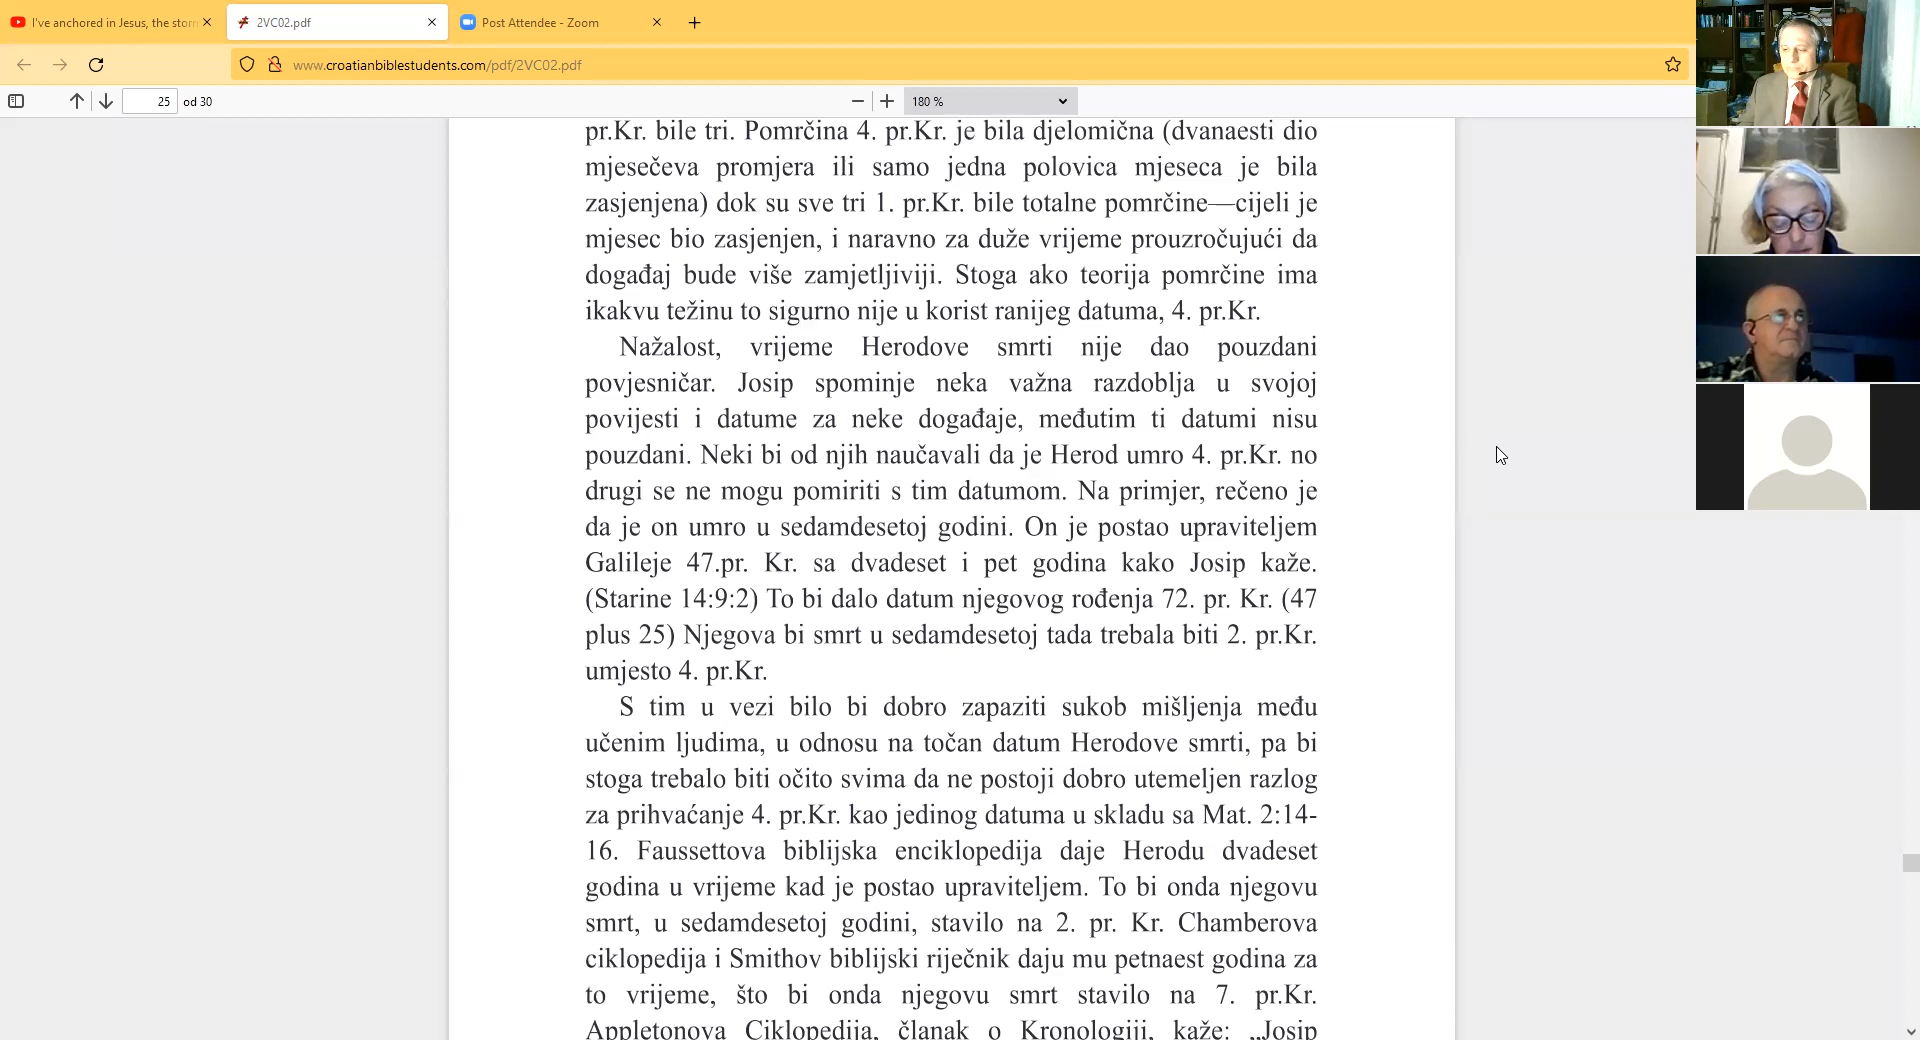 I've anchored in Jesus, the stor
2VC02.pdf
Post Attendee - Zoom
www.croatianbiblestudents.com/pdf/2VC02.pdf
25 od 30
180 %
pr.Kr. bile tri. Pomrčina 4. pr.Kr. je bila djelomična (dvanaesti dio
mjesečeva promjera ili samo jedna polovica mjeseca je bila
zasjenjena) dok su sve tri 1. pr.Kr. bile totalne pomrčine—cijeli je
mjesec bio zasjenjen, i naravno za duže vrijeme prouzročujući da
događaj bude više zamjetljiviji. Stoga ako teorija pomrčine ima
ikakvu težinu to sigurno nije u korist ranijeg datuma, 4. pr.Kr.
Nažalost, vrijeme Herodove smrti nije dao pouzdani
povjesničar. Josip spominje neka važna razdoblja u svojoj
povijesti i datume za neke događaje, međutim ti datumi nisu
pouzdani. Neki bi od njih naučavali da je Herod umro 4. pr.Kr. no
drugi se ne mogu pomiriti s tim datumom. Na primjer, rečeno je
da je on umro u sedamdesetoj godini. On je postao upraviteljem
Galileje 47.pr. Kr. sa dvadeset i pet godina kako Josip kaže.
(Starine 14:9:2) To bi dalo datum njegovog rođenja 72. pr. Kr. (47
plus 25) Njegova bi smrt u sedamdesetoj tada trebala biti 2. pr.Kr.
umjesto 4. pr.Kr.
S tim u vezi bilo bi dobro zapaziti sukob mišljenja među
učenim ljudima, u odnosu na točan datum Herodove smrti, pa bi
stoga trebalo biti očito svima da ne postoji dobro utemeljen razlog
za prihvaćanje 4. pr.Kr. kao jedinog datuma u skladu sa Mat. 2:14-
16. Faussettova biblijska enciklopedija daje Herodu dvadeset
godina u vrijeme kad je postao upraviteljem. To bi onda njegovu
smrt, u sedamdesetoj godini, stavilo na 2. pr. Kr. Chamberova
ciklopedija i Smithov biblijski riječnik daju mu petnaest godina za
to vrijeme, što bi onda njegovu smrt stavilo na 7. pr.Kr.
Appletonova Ciklopedija, članak o Kronologiji, kaže: „Josip